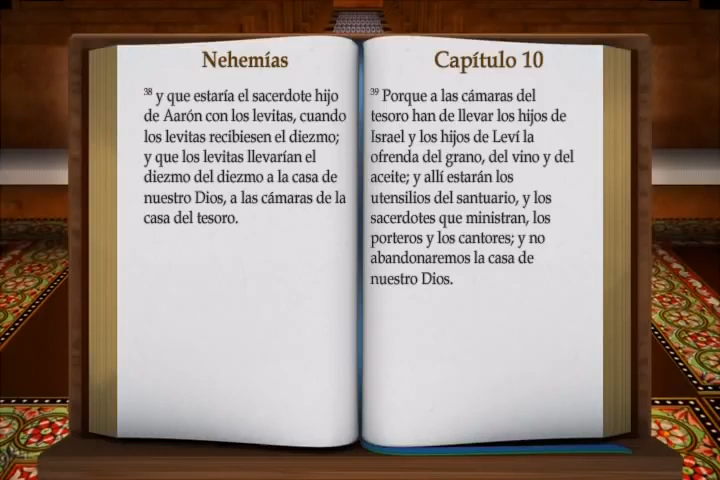 Nehemías
38 y que estaría el sacerdote hijo
de Aarón con los levitas, cuando
los levitas recibiesen el diezmo;
y que los levitas llevarían el
diezmo del diezmo a la casa de
nuestro Dios, a las cámaras de la
casa del tesoro.
Capítulo 10
39 Porque a las cámaras del
tesoro han de llevar los hijos de
Israel y los hijos de Leví la
ofrenda del grano, del vino y del
aceite; y allí estarán los
utensilios del santuario, y los
sacerdotes que ministran, los
porteros y los cantores; y no
abandonaremos la casa de
nuestro Dios.